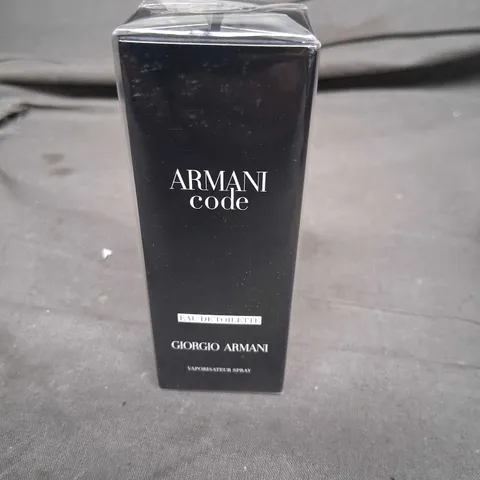 ARMANI
code
EAU DE TOILETTE
GIORGIO ARMANI
VAPORISATEUR SPRAY